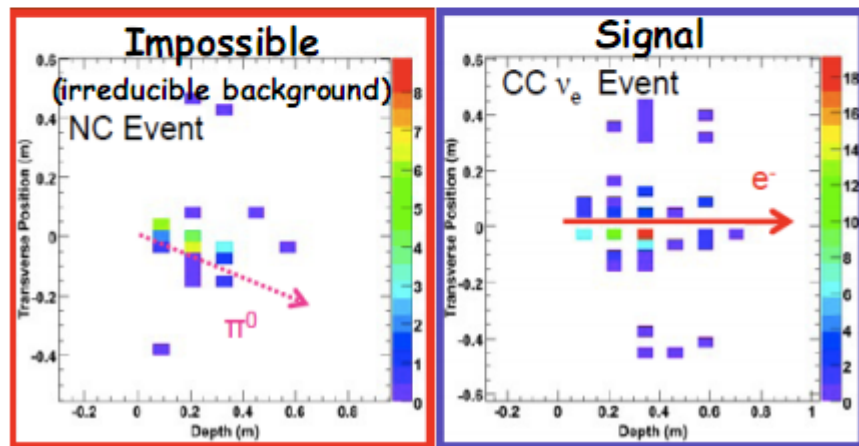 Impossible
(irreducible background)
NC Event
π⁰
Transverse Position (m)
0.6
0.2
0
-0.2
-0.4
0 0.2 0.4 0.6 0.8
Depth (m)
8
7
6
5
4
3
2
1
0
Signal
CC νe Event
e⁻
Transverse Position (m)
0.6
0.4
0.2
0
-0.2
-0.4
-0.6
0 0.2 0.4 0.6 0.8 1
Depth (m)
18
16
14
12
10
8
6
4
2
0